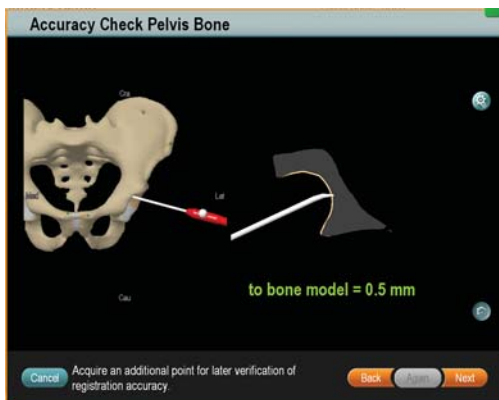 Accuracy Check Pelvis Bone
Cra
Med
Lat
Cau
to bone model = 0.5 mm
Cancel
Acquire an additional point for later verification of
registration accuracy.
Back
Again
Next